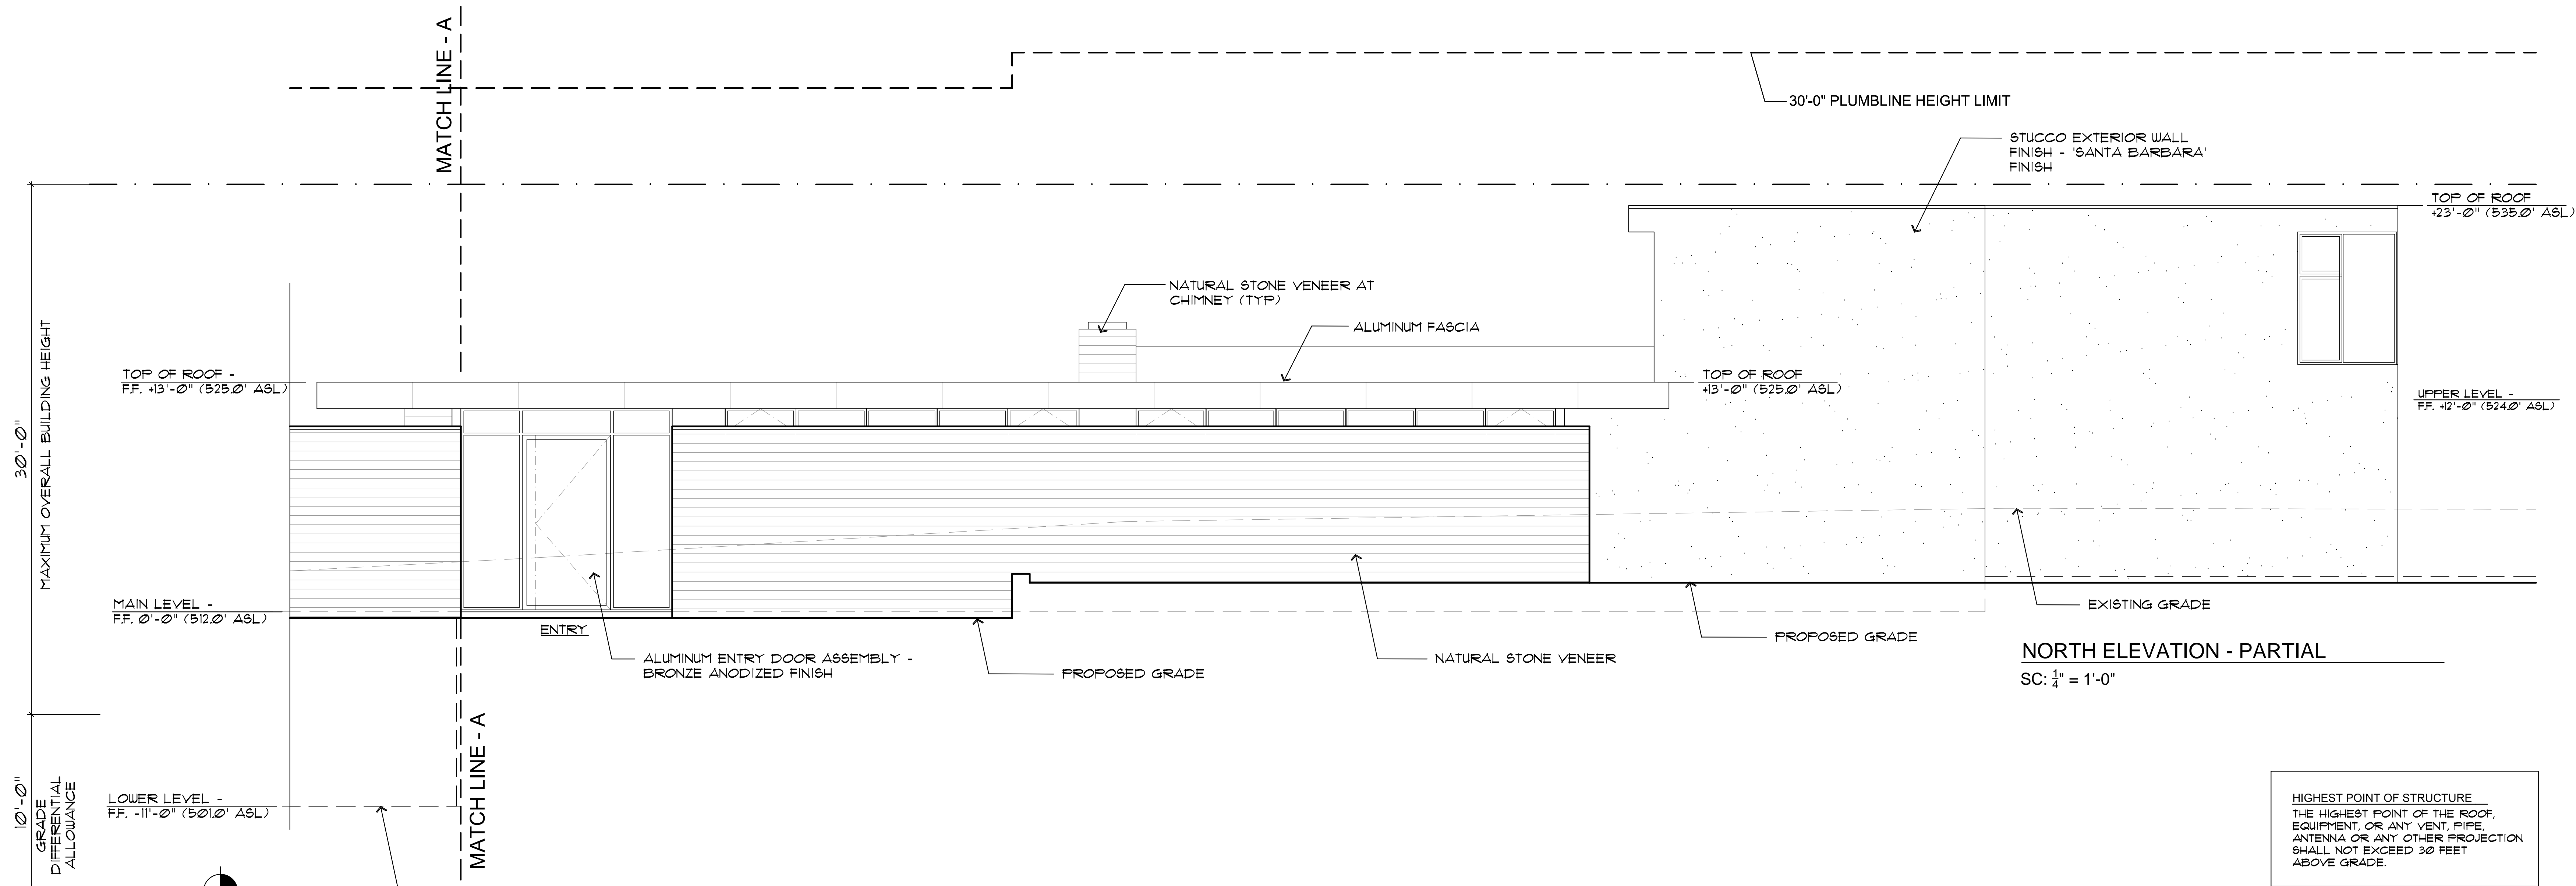 MATCH LINE - A
30'-0" PLUMBLINE HEIGHT LIMIT
STUCCO EXTERIOR WALL
FINISH - 'SANTA BARBARA'
FINISH
TOP OF ROOF
+23'-0" (535.0' ASL)
NATURAL STONE VENEER AT
CHIMNEY (TYP)
ALUMINUM FASCIA
TOP OF ROOF -
F.F. +13'-0" (525.0' ASL)
TOP OF ROOF
+13'-0" (525.0' ASL)
UPPER LEVEL -
F.F. +12'-0" (524.0' ASL)
30'-0"
MAXIMUM OVERALL BUILDING HEIGHT
MAIN LEVEL -
F.F. 0'-0" (512.0' ASL)
ENTRY
ALUMINUM ENTRY DOOR ASSEMBLY -
BRONZE ANODIZED FINISH
PROPOSED GRADE
NATURAL STONE VENEER
PROPOSED GRADE
EXISTING GRADE
NORTH ELEVATION - PARTIAL
SC: 1/4" = 1'-0"
MATCH LINE - A
10'-0"
GRADE
DIFFERENTIAL
ALLOWANCE
LOWER LEVEL -
F.F. -11'-0" (501.0' ASL)
HIGHEST POINT OF STRUCTURE
THE HIGHEST POINT OF THE ROOF,
EQUIPMENT, OR ANY VENT, PIPE,
ANTENNA OR ANY OTHER PROJECTION
SHALL NOT EXCEED 30 FEET
ABOVE GRADE.